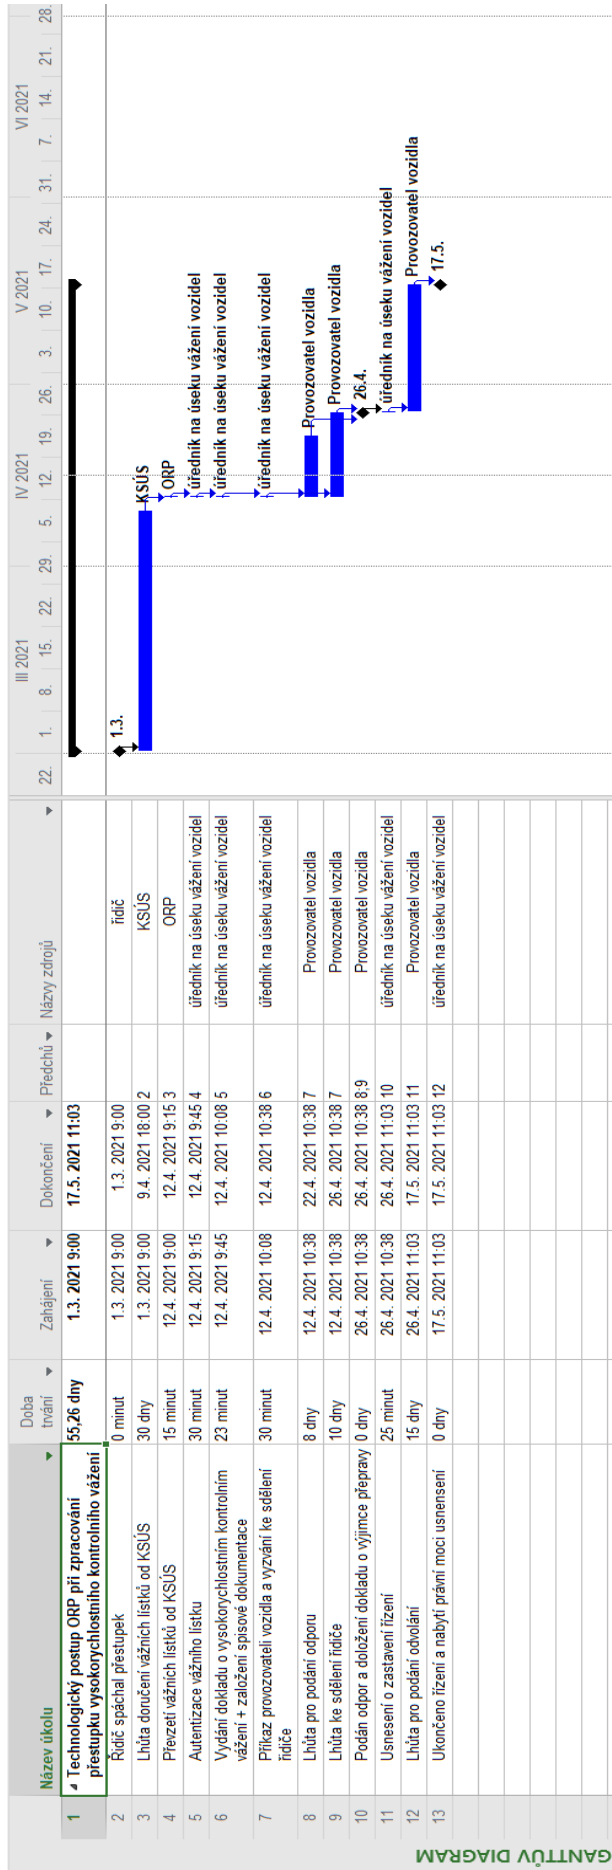 GANTTŮV DIAGRAM
Název úkolu Doba trvání Zahájení Dokončení Předchů Názvy zdrojů
1 Technologický postup ORP při zpracování přestupku vysokorychlostního kontrolního vážení 55,26 dny 1.3. 2021 9:00 17.5. 2021 11:03
2 Řidič spáchal přestupek 0 minut 1.3. 2021 9:00 1.3. 2021 9:00 řidič
3 Lhůta doručení vážních lístků od KSÚS 30 dny 1.3. 2021 9:00 9.4. 2021 18:00 2 KSÚS
4 Převzetí vážních lístků od KSÚS 15 minut 12.4. 2021 9:00 12.4. 2021 9:15 3 ORP
5 Autentizace vážního lístku 30 minut 12.4. 2021 9:15 12.4. 2021 9:45 4 úředník na úseku vážení vozidel
6 Vydání dokladu o vysokorychlostním kontrolním vážení + založení spisové dokumentace 23 minut 12.4. 2021 9:45 12.4. 2021 10:08 5 úředník na úseku vážení vozidel
7 Příkaz provozovateli vozidla a vyzvání ke sdělení řidiče 30 minut 12.4. 2021 10:08 12.4. 2021 10:38 6 úředník na úseku vážení vozidel
8 Lhůta pro podání odporu 8 dny 12.4. 2021 10:38 22.4. 2021 10:38 7 Provozovatel vozidla
9 Lhůta ke sdělení řidiče 10 dny 12.4. 2021 10:38 26.4. 2021 10:38 7 Provozovatel vozidla
10 Podán odpor a doložení dokladu o výjimce přepravy 0 dny 26.4. 2021 10:38 26.4. 2021 10:38 8;9 Provozovatel vozidla
11 Usnesení o zastavení řízení 25 minut 26.4. 2021 10:38 26.4. 2021 11:03 10 úředník na úseku vážení vozidel
12 Lhůta pro podání odvolání 15 dny 26.4. 2021 11:03 17.5. 2021 11:03 11 Provozovatel vozidla
13 Ukončeno řízení a nabytí právní moci usnensení 0 dny 17.5. 2021 11:03 17.5. 2021 11:03 12 úředník na úseku vážení vozidel
III 2021 IV 2021 V 2021 VI 2021
22. 1. 8. 15. 22. 29. 5. 12. 19. 26. 3. 10. 17. 24. 31. 7. 14. 21. 28.
1.3.
KSÚS
ORP
úředník na úseku vážení vozidel
úředník na úseku vážení vozidel
úředník na úseku vážení vozidel
Provozovatel vozidla
Provozovatel vozidla
26.4.
úředník na úseku vážení vozidel
Provozovatel vozidla
17.5.